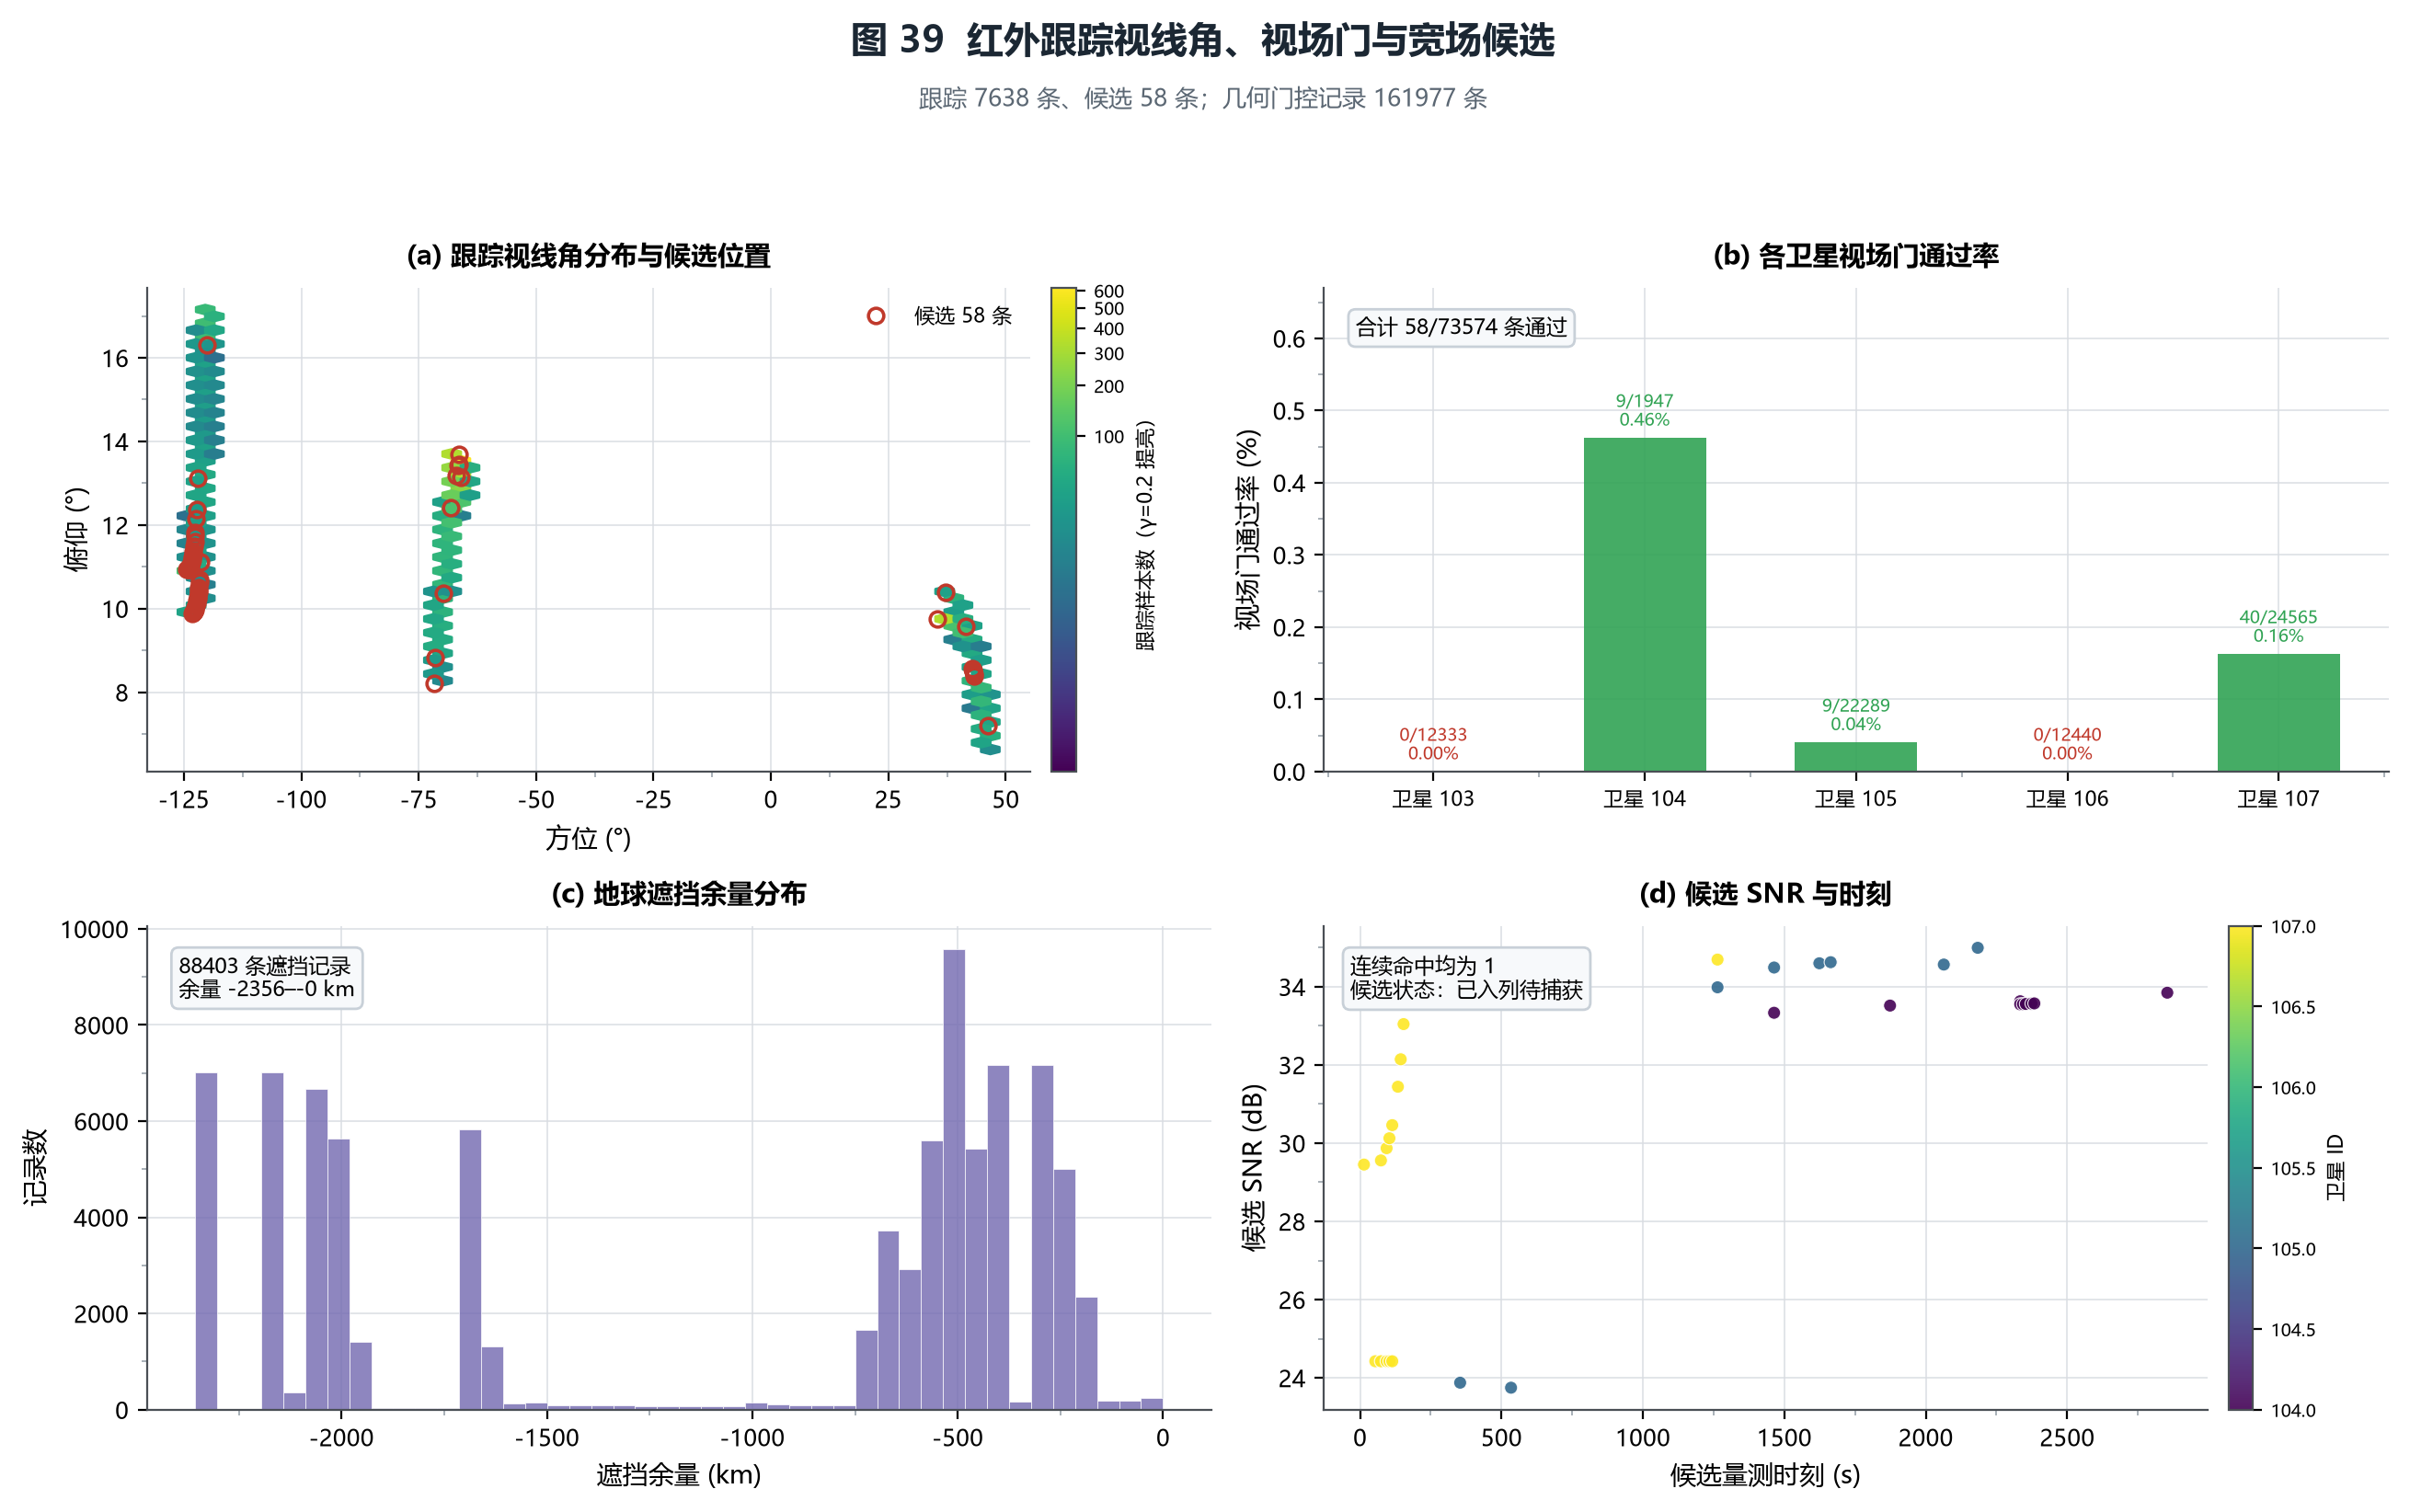 图 39 红外跟踪视线角、视场门与宽场候选
跟踪 7638 条、候选 58 条；几何门控记录 161977 条
(a) 跟踪视线角分布与候选位置
候选 58 条
俯仰 (°)
16
14
12
10
8
-125
-100
-75
-50
-25
0
25
50
方位 (°)
600
500
400
300
200
100
跟踪样本数（γ=0.2 提亮）
(b) 各卫星视场门通过率
合计 58/73574 条通过
视场门通过率 (%)
0.6
0.5
0.4
0.3
0.2
0.1
0.0
0/12333
0.00%
9/1947
0.46%
9/22289
0.04%
0/12440
0.00%
40/24565
0.16%
卫星 103
卫星 104
卫星 105
卫星 106
卫星 107
(c) 地球遮挡余量分布
88403 条遮挡记录
余量 -2356–-0 km
记录数
10000
8000
6000
4000
2000
0
-2000
-1500
-1000
-500
0
遮挡余量 (km)
(d) 候选 SNR 与时刻
连续命中均为 1
候选状态：已入列待捕获
候选 SNR (dB)
34
32
30
28
26
24
0
500
1000
1500
2000
2500
候选量测时刻 (s)
107.0
106.5
106.0
105.5
105.0
104.5
104.0
卫星 ID